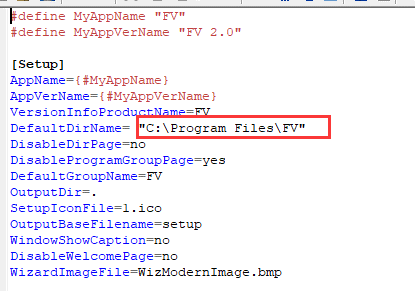 #define MyAppName "FV"
#define MyAppVerName "FV 2.0"
[Setup]
AppName={#MyAppName}
AppVerName={#MyAppVerName}
VersionInfoProductName=FV
DefaultDirName= "C:\Program Files\FV"
DisableDirPage=no
DisableProgramGroupPage=yes
DefaultGroupName=FV
OutputDir=.
SetupIconFile=1.ico
OutputBaseFilename=setup
WindowShowCaption=no
DisableWelcomePage=no
WizardImageFile=WizModernImage.bmp